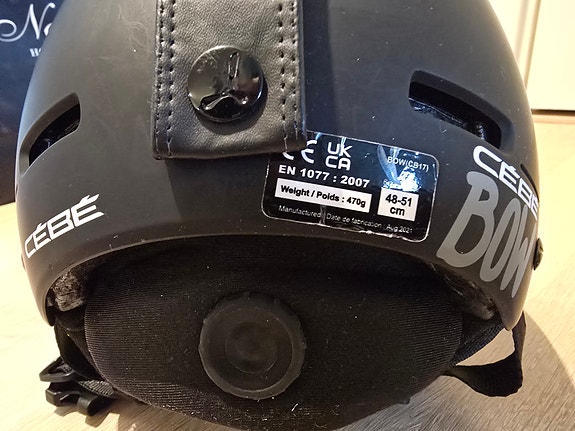 CÉBÉ
CE UK
CA
BOW(CB17)
EN 1077 : 2007
Weight / Poids : 470g
48-51
cm
Manufactured / Date de fabrication : Aug 2021
CÉBÉ
BOW